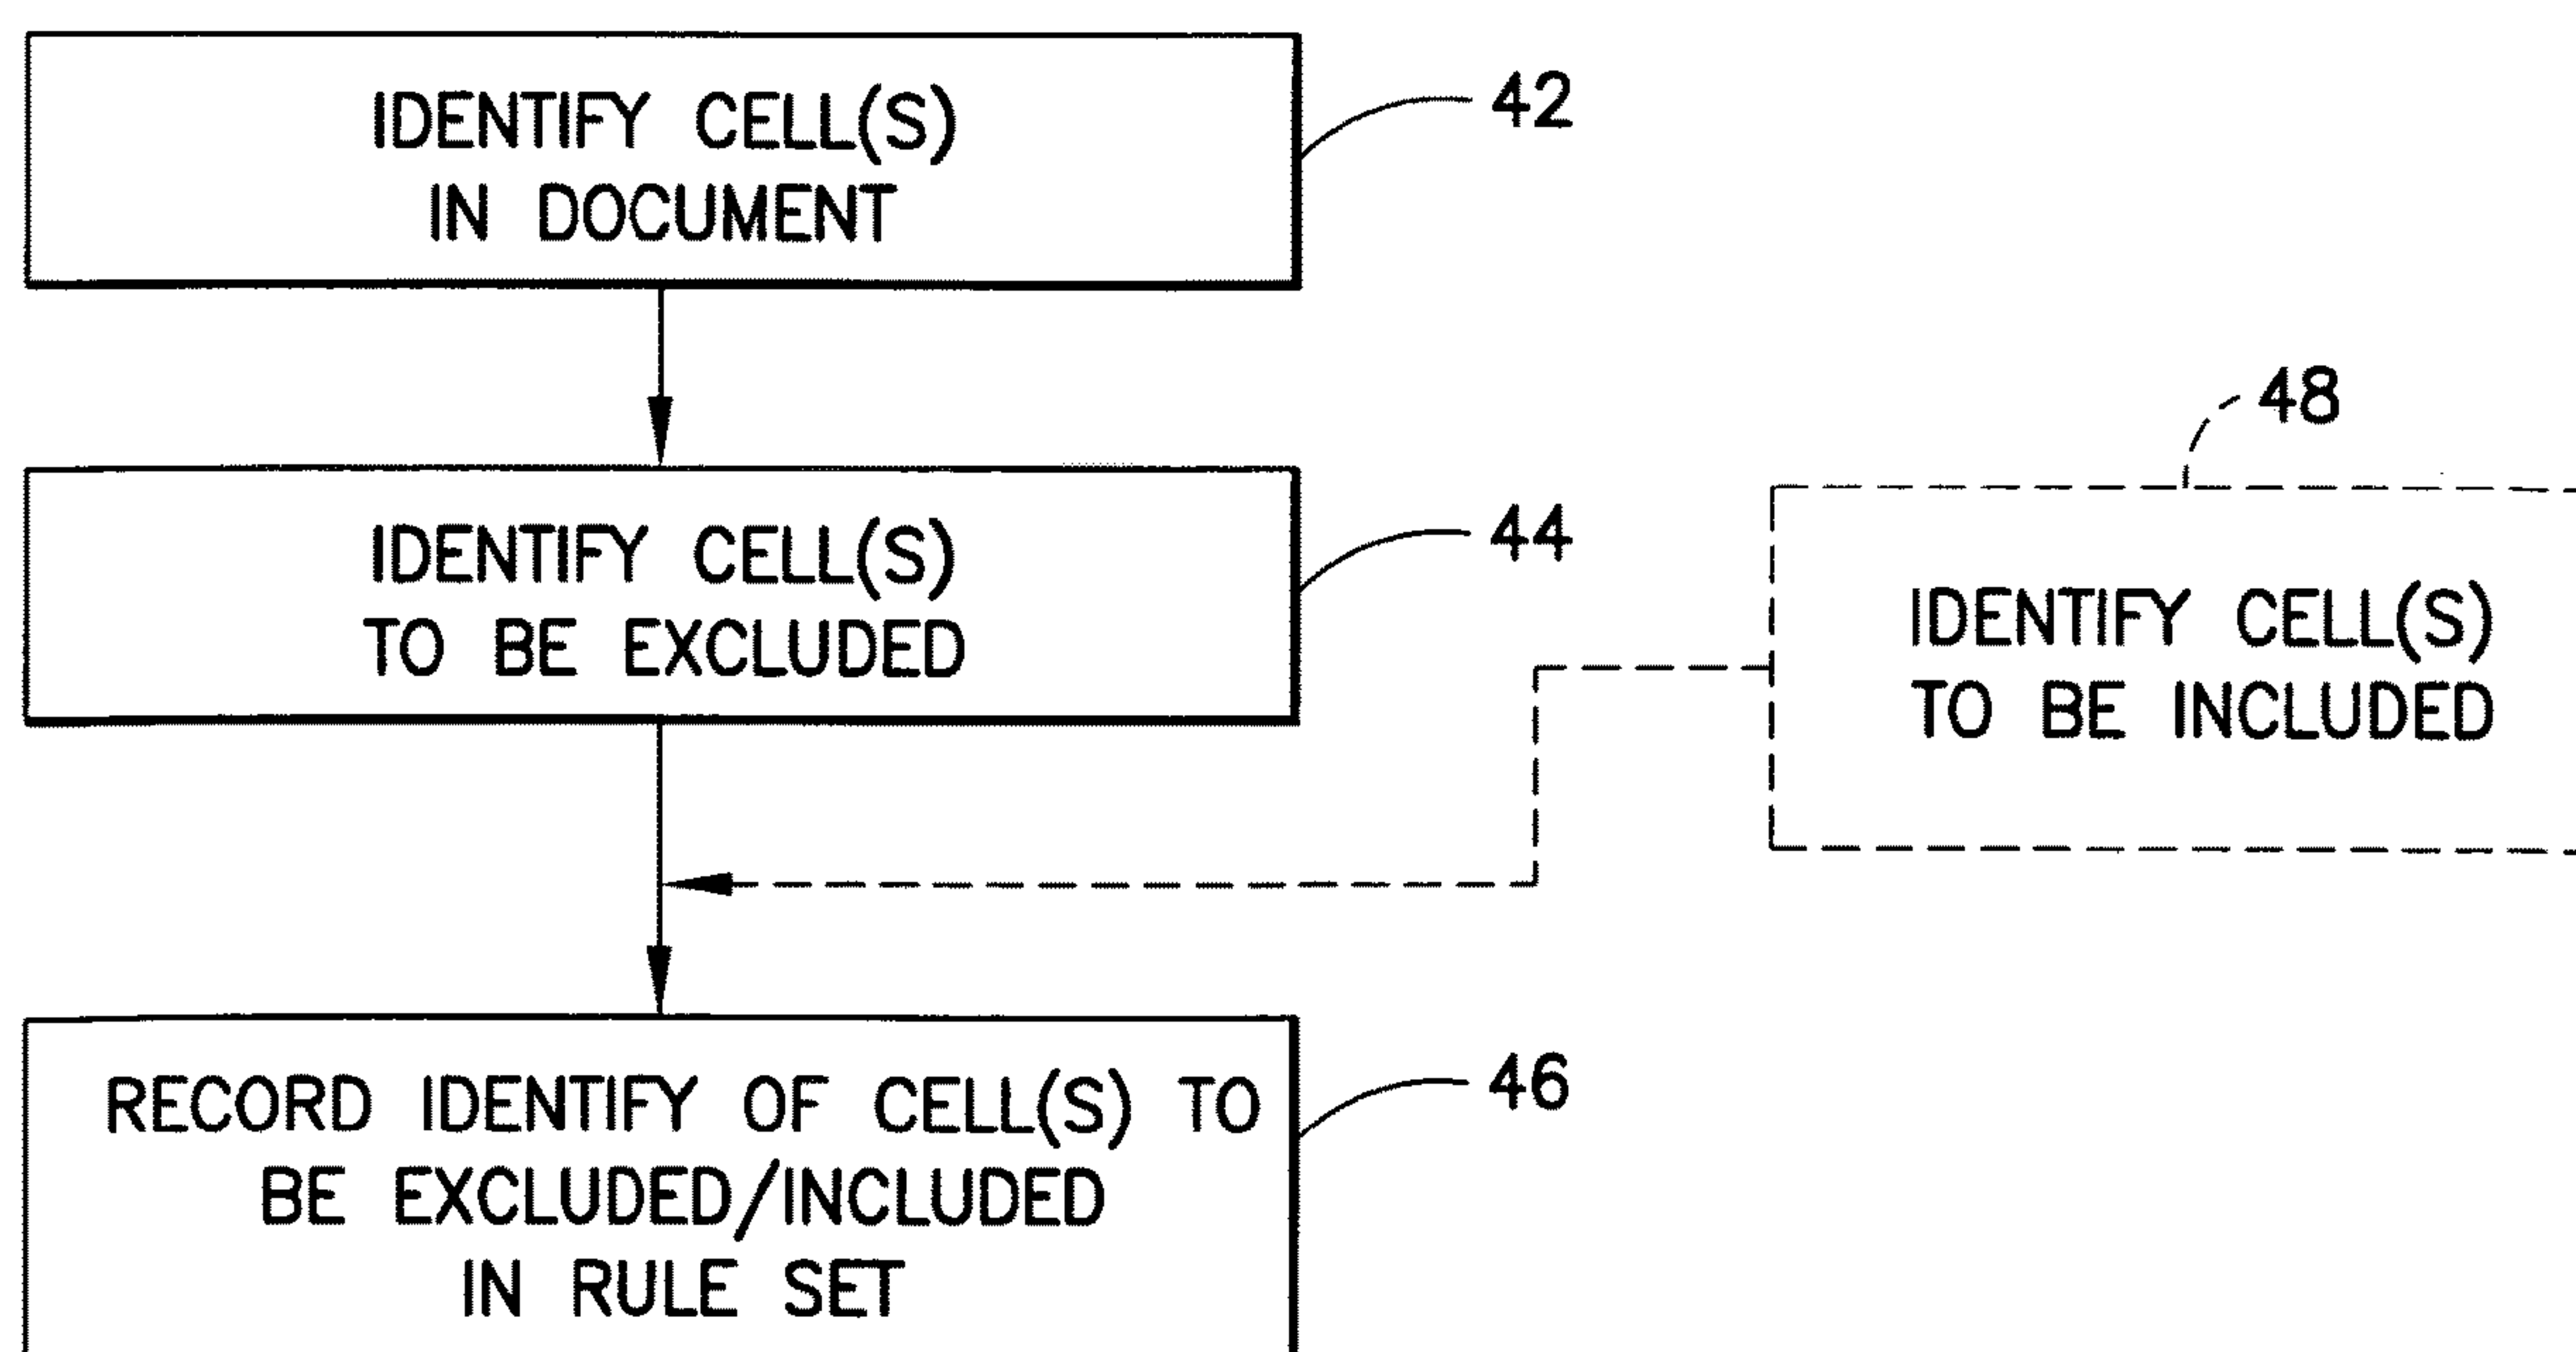 IDENTIFY CELL(S)
IN DOCUMENT
42
IDENTIFY CELL(S)
TO BE EXCLUDED
44
48
IDENTIFY CELL(S)
TO BE INCLUDED
RECORD IDENTIFY OF CELL(S) TO
BE EXCLUDED/INCLUDED
IN RULE SET
46